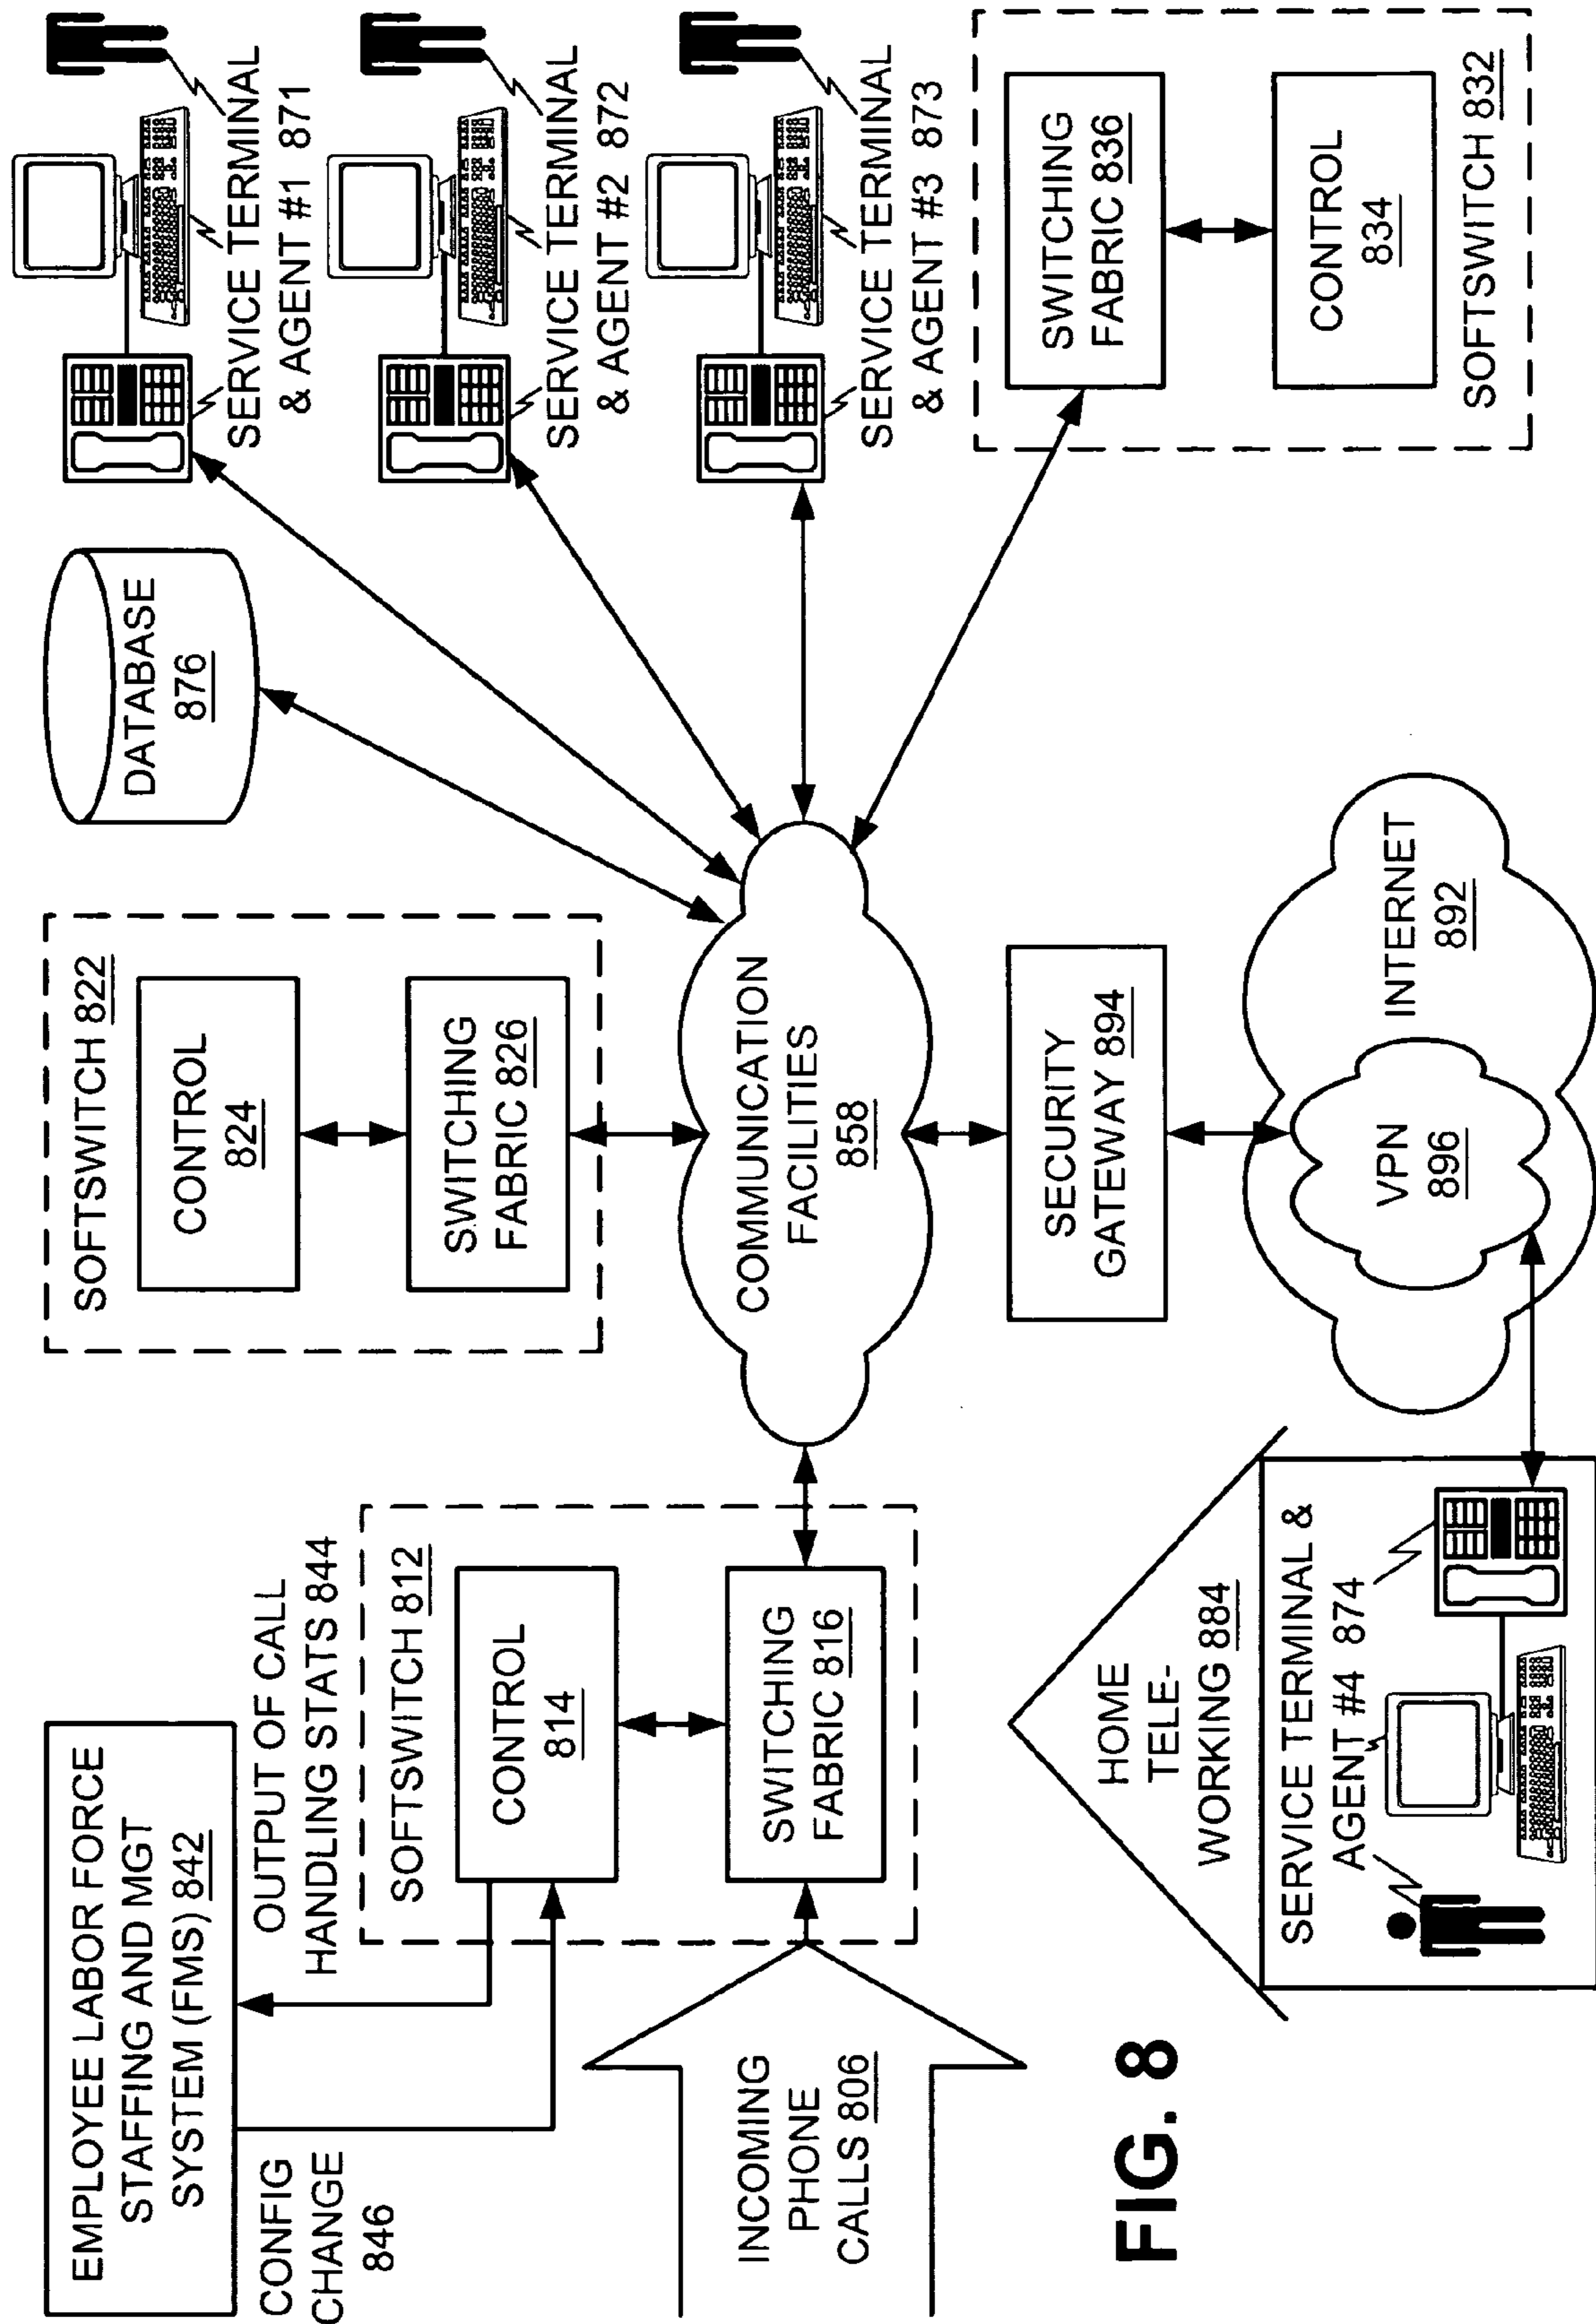 EMPLOYEE LABOR FORCE
STAFFING AND MGT
SYSTEM (FMS) 842
CONFIG
CHANGE
846
OUTPUT OF CALL
HANDLING STATS 844
SOFTSWITCH 812
CONTROL
814
SWITCHING
FABRIC 816
INCOMING
PHONE
CALLS 806
SOFTSWITCH 822
CONTROL
824
SWITCHING
FABRIC 826
DATABASE
876
SERVICE TERMINAL
& AGENT #1 871
SERVICE TERMINAL
& AGENT #2 872
SERVICE TERMINAL
& AGENT #3 873
COMMUNICATION
FACILITIES
858
SECURITY
GATEWAY 894
INTERNET
892
VPN
896
SWITCHING
FABRIC 836
CONTROL
834
SOFTSWITCH 832
HOME
TELE-
WORKING 884
SERVICE TERMINAL &
AGENT #4 874
FIG. 8